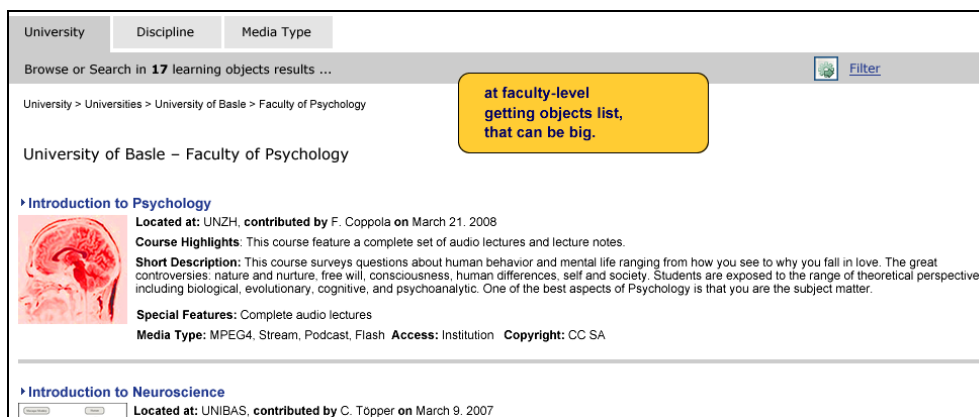 University Discipline Media Type
Browse or Search in 17 learning objects results ...
Filter
University > Universities > University of Basle > Faculty of Psychology
at faculty-level
getting objects list,
that can be big.
University of Basle – Faculty of Psychology
Introduction to Psychology
Located at: UNZH, contributed by F. Coppola on March 21. 2008
Course Highlights: This course feature a complete set of audio lectures and lecture notes.
Short Description: This course surveys questions about human behavior and mental life ranging from how you see to why you fall in love. The great
controversies: nature and nurture, free will, consciousness, human differences, self and society. Students are exposed to the range of theoretical perspective
including biological, evolutionary, cognitive, and psychoanalytic. One of the best aspects of Psychology is that you are the subject matter.
Special Features: Complete audio lectures
Media Type: MPEG4, Stream, Podcast, Flash Access: Institution Copyright: CC SA
Introduction to Neuroscience
Located at: UNIBAS, contributed by C. Töpper on March 9. 2007